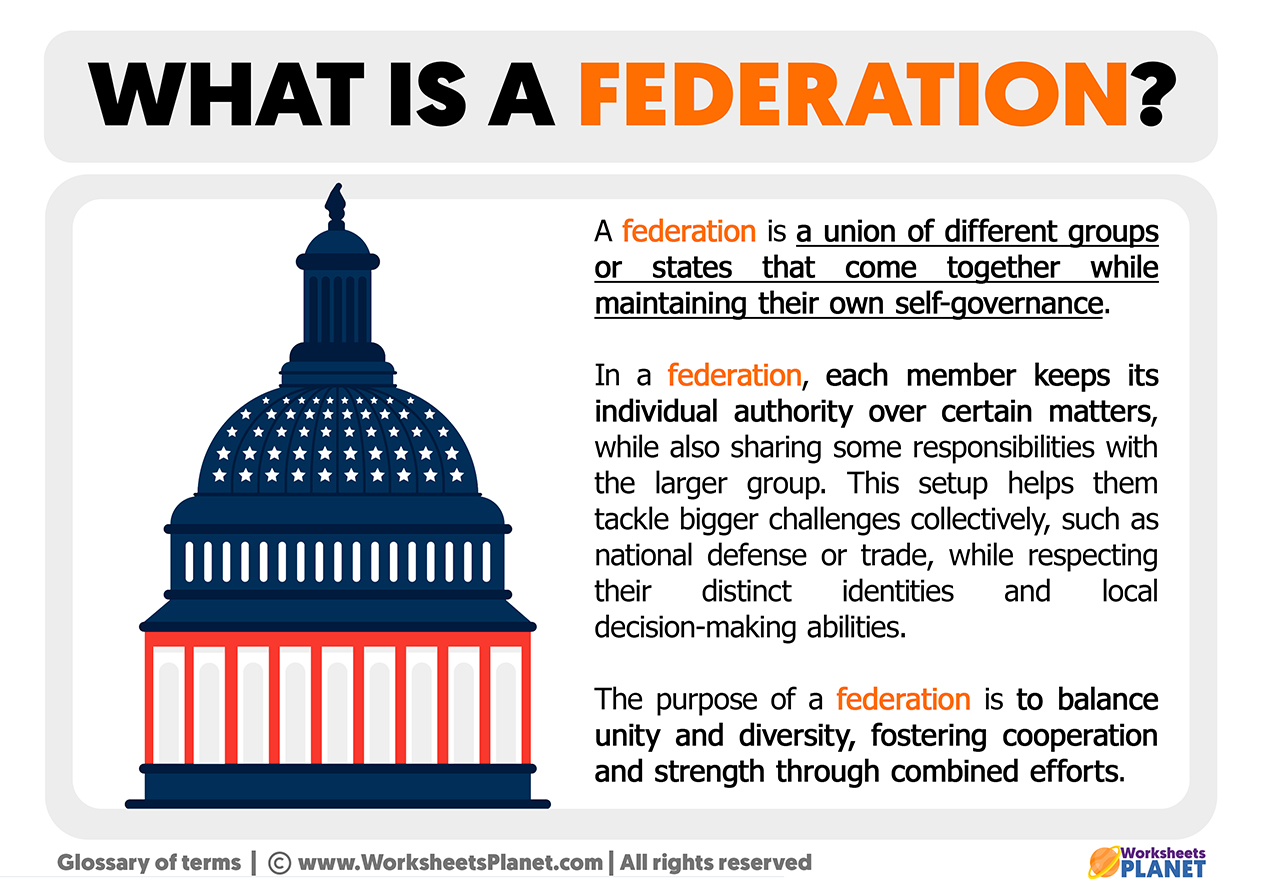 WHAT IS A FEDERATION?
A federation is a union of different groups
or states that come together while
maintaining their own self-governance.
In a federation, each member keeps its
individual authority over certain matters,
while also sharing some responsibilities with
the larger group. This setup helps them
tackle bigger challenges collectively, such as
national defense or trade, while respecting
their distinct identities and local
decision-making abilities.
The purpose of a federation is to balance
unity and diversity, fostering cooperation
and strength through combined efforts.
Glossary of terms | © www.WorksheetsPlanet.com | All rights reserved
Worksheets
PLANET